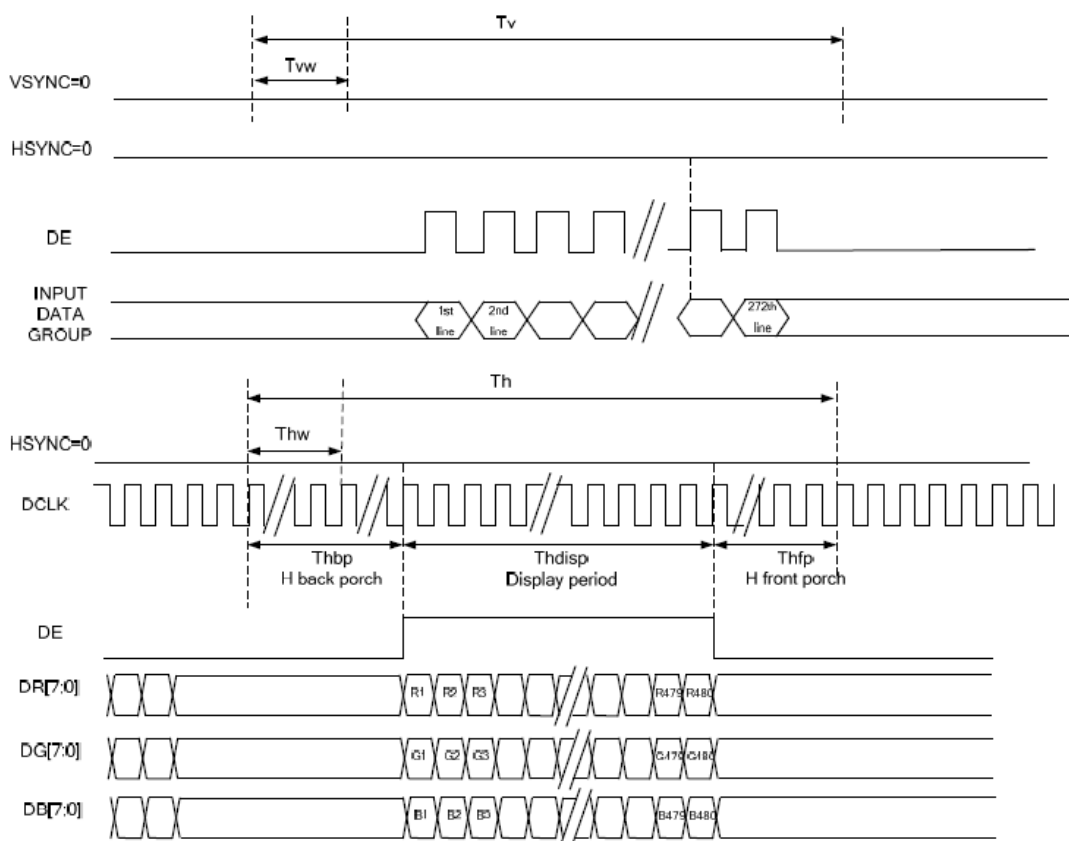 Tv
Tvw
VSYNC=0
HSYNC=0
DE
INPUT
DATA
GROUP
1st
line
2nd
line
272th
line
Th
HSYNC=0
Thw
DCLK
Thbp
H back porch
Thdisp
Display period
Thfp
H front porch
DE
DR[7:0]
R1 R2 R3 R479 R480
DG[7:0]
G1 G2 G3 G479 G480
DB[7:0]
B1 B2 B3 B479 B480